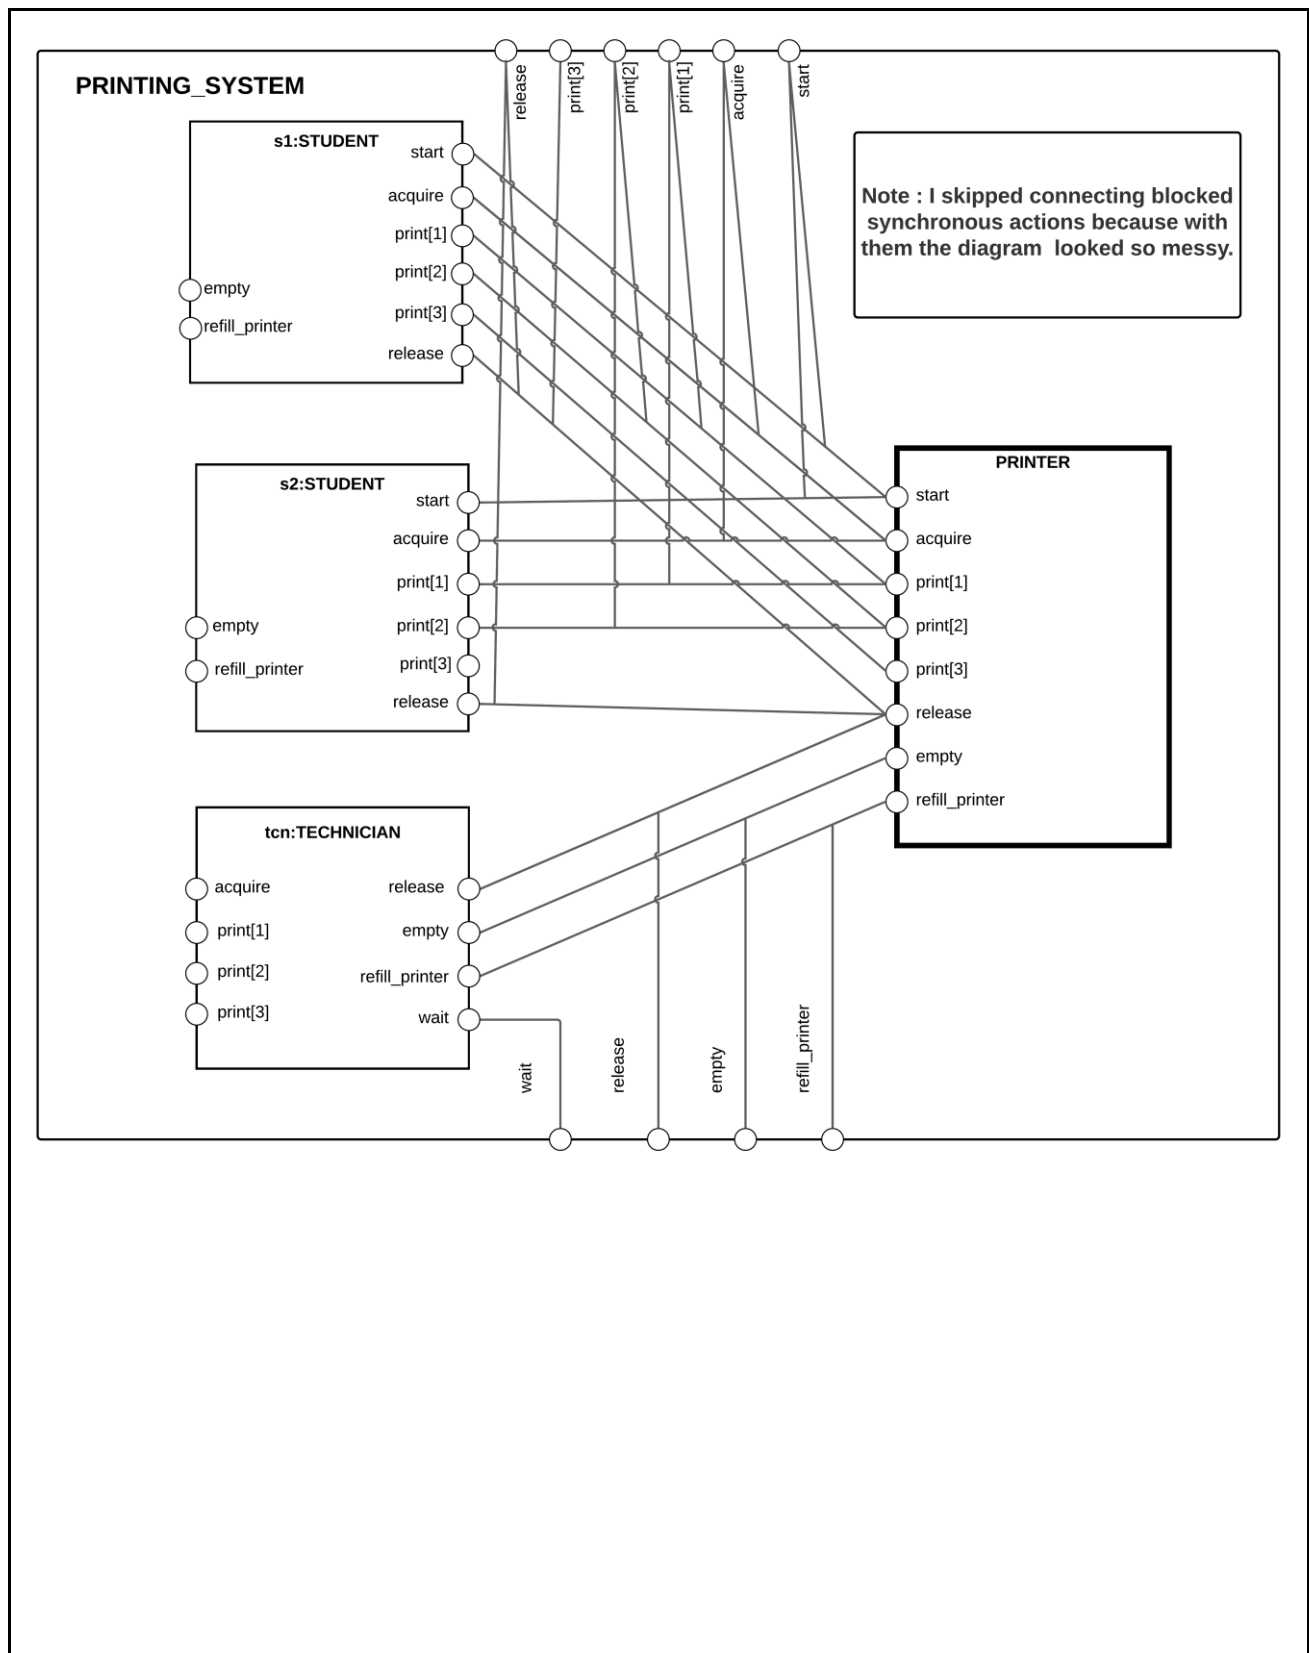 release
print[3]
print[2]
print[1]
acquire
start
PRINTING_SYSTEM
s1:STUDENT
start
acquire
print[1]
print[2]
print[3]
release
empty
refill_printer
Note : I skipped connecting blocked
synchronous actions because with
them the diagram looked so messy.
s2:STUDENT
start
acquire
print[1]
print[2]
print[3]
release
empty
refill_printer
PRINTER
start
acquire
print[1]
print[2]
print[3]
release
empty
refill_printer
tcn:TECHNICIAN
acquire
print[1]
print[2]
print[3]
release
empty
refill_printer
wait
wait
release
empty
refill_printer